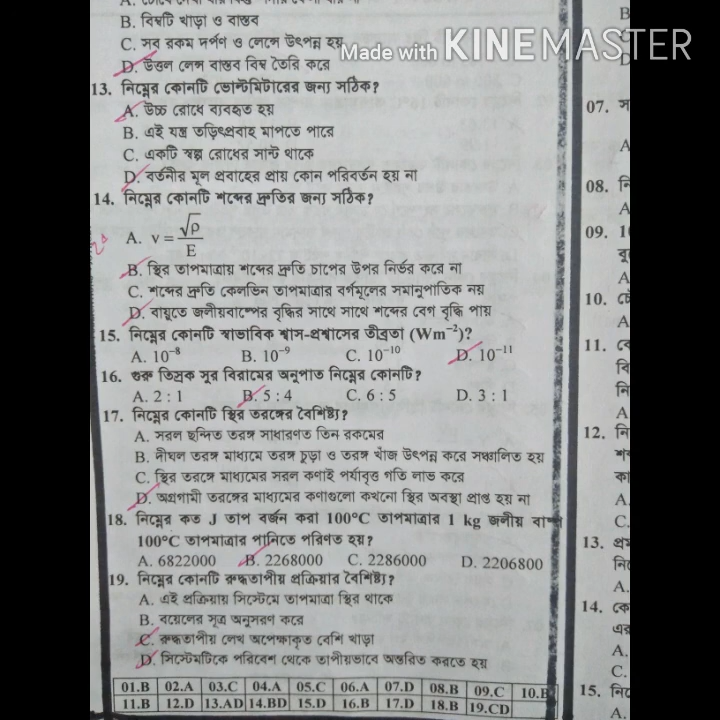 B. বিম্বটি খাড়া ও বাস্তব
C. সব রকম দর্পণ ও লেন্সে উৎপন্ন হয়
Made with KINEMASTER
D. উত্তল লেন্স বাস্তব বিম্ব তৈরি করে
13. নিম্নের কোনটি ভোল্টমিটারের জন্য সঠিক?
A. উচ্চ রোধে ব্যবহৃত হয়
B. এই যন্ত্র তড়িৎপ্রবাহ মাপতে পারে
C. একটি স্বল্প রোধের সান্ট থাকে
D. বর্তনীর মূল প্রবাহের প্রায় কোন পরিবর্তন হয় না
14. নিম্নের কোনটি শব্দের দ্রুতির জন্য সঠিক?
A. v = √ρ / E
B. স্থির তাপমাত্রায় শব্দের দ্রুতি চাপের উপর নির্ভর করে না
C. শব্দের দ্রুতি কেলভিন তাপমাত্রার বর্গমূলের সমানুপাতিক নয়
D. বায়ুতে জলীয়বাষ্পের বৃদ্ধির সাথে সাথে শব্দের বেগ বৃদ্ধি পায়
15. নিম্নের কোনটি স্বাভাবিক শ্বাস-প্রশ্বাসের তীব্রতা (Wm⁻²)?
A. 10⁻⁸ B. 10⁻⁹ C. 10⁻¹⁰ D. 10⁻¹¹
16. গুরু ত্রিসুক সুর বিরামের অনুপাত নিম্নের কোনটি?
A. 2 : 1 B. 5 : 4 C. 6 : 5 D. 3 : 1
17. নিম্নের কোনটি স্থির তরঙ্গের বৈশিষ্ট্য?
A. সরল ছন্দিত তরঙ্গ সাধারণত তিন রকমের
B. দীঘল তরঙ্গ মাধ্যমে তরঙ্গ চূড়া ও তরঙ্গ খাঁজ উৎপন্ন করে সঞ্চালিত হয়
C. স্থির তরঙ্গে মাধ্যমের সরল কণাই পর্যাবৃত্ত গতি লাভ করে
D. অগ্রগামী তরঙ্গের মাধ্যমের কণাগুলো কখনো স্থির অবস্থা প্রাপ্ত হয় না
18. নিম্নের কত J তাপ বর্জন করা 100°C তাপমাত্রার 1 kg জলীয়
100°C তাপমাত্রার পানিতে পরিণত হয়?
A. 6822000 B. 2268000 C. 2286000 D. 2206800
19. নিম্নের কোনটি রুদ্ধতাপীয় প্রক্রিয়ার বৈশিষ্ট্য?
A. এই প্রক্রিয়ায় সিস্টেমে তাপমাত্রা স্থির থাকে
B. বয়েলের সূত্র অনুসরণ করে
C. রুদ্ধতাপীয় লেখ অপেক্ষাকৃত বেশি খাড়া
D. সিস্টেমটিকে পরিবেশ থেকে তাপীয়ভাবে অন্তরিত করতে হয়
01.B 02.A 03.C 04.A 05.C 06.A 07.D 08.B 09.C 10.B
11.B 12.D 13.AD 14.BD 15.D 16.B 17.D 18.B 19.CD
B
C
D
07.
A
08. নি
A
09. 1
A
10.
A
11.
বি
নি
A
12. নি
A.
C.
13.
A.
14.
A.
C.
15. নি
A.